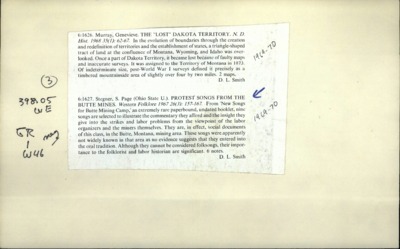 6-1626. Murray, Genevieve. THE "LOST" DAKOTA TERRITORY. N. D.
Hist. 1968 35(1): 62-67. In the evolution of boundaries through the creation
and redefinition of territories and the establishment of states, a triangle-shaped
tract of land at the confluence of Montana, Wyoming, and Idaho was over-
looked. Once a part of Dakota Territory, it became lost because of faulty maps
and inaccurate surveys. It was assigned to the Territory of Montana in 1873.
Of indeterminate size, post-World War I surveys defined it precisely as a
tendriled indeterminable area of slightly over four by two miles. 2 maps.
D. L. Smith
1969-70
3
398.05
WE
GR
1
W46
6-1627. Stegner, S. Page (Ohio State U.). PROTEST SONGS FROM THE
BUTTE MINES. Western Folklore 1967 26(3): 157-167. From 'New Songs
for Butte Mining Camp,' an extremely rare paperbound, undated booklet, nine
songs are selected to illustrate the commentary they afford and the insight they
give into the strikes and labor problems from the viewpoint of the labor
organizers and the miners themselves. They are, in effect, social documents
of this class, in the Butte, Montana, mining area. These songs were apparently
not widely known in that area as no evidence suggests that they entered into
the oral tradition. Although they cannot be considered folksongs, their impor-
tance to the folklorist and labor historian are significant. 6 notes.
D. L. Smith
1969-70